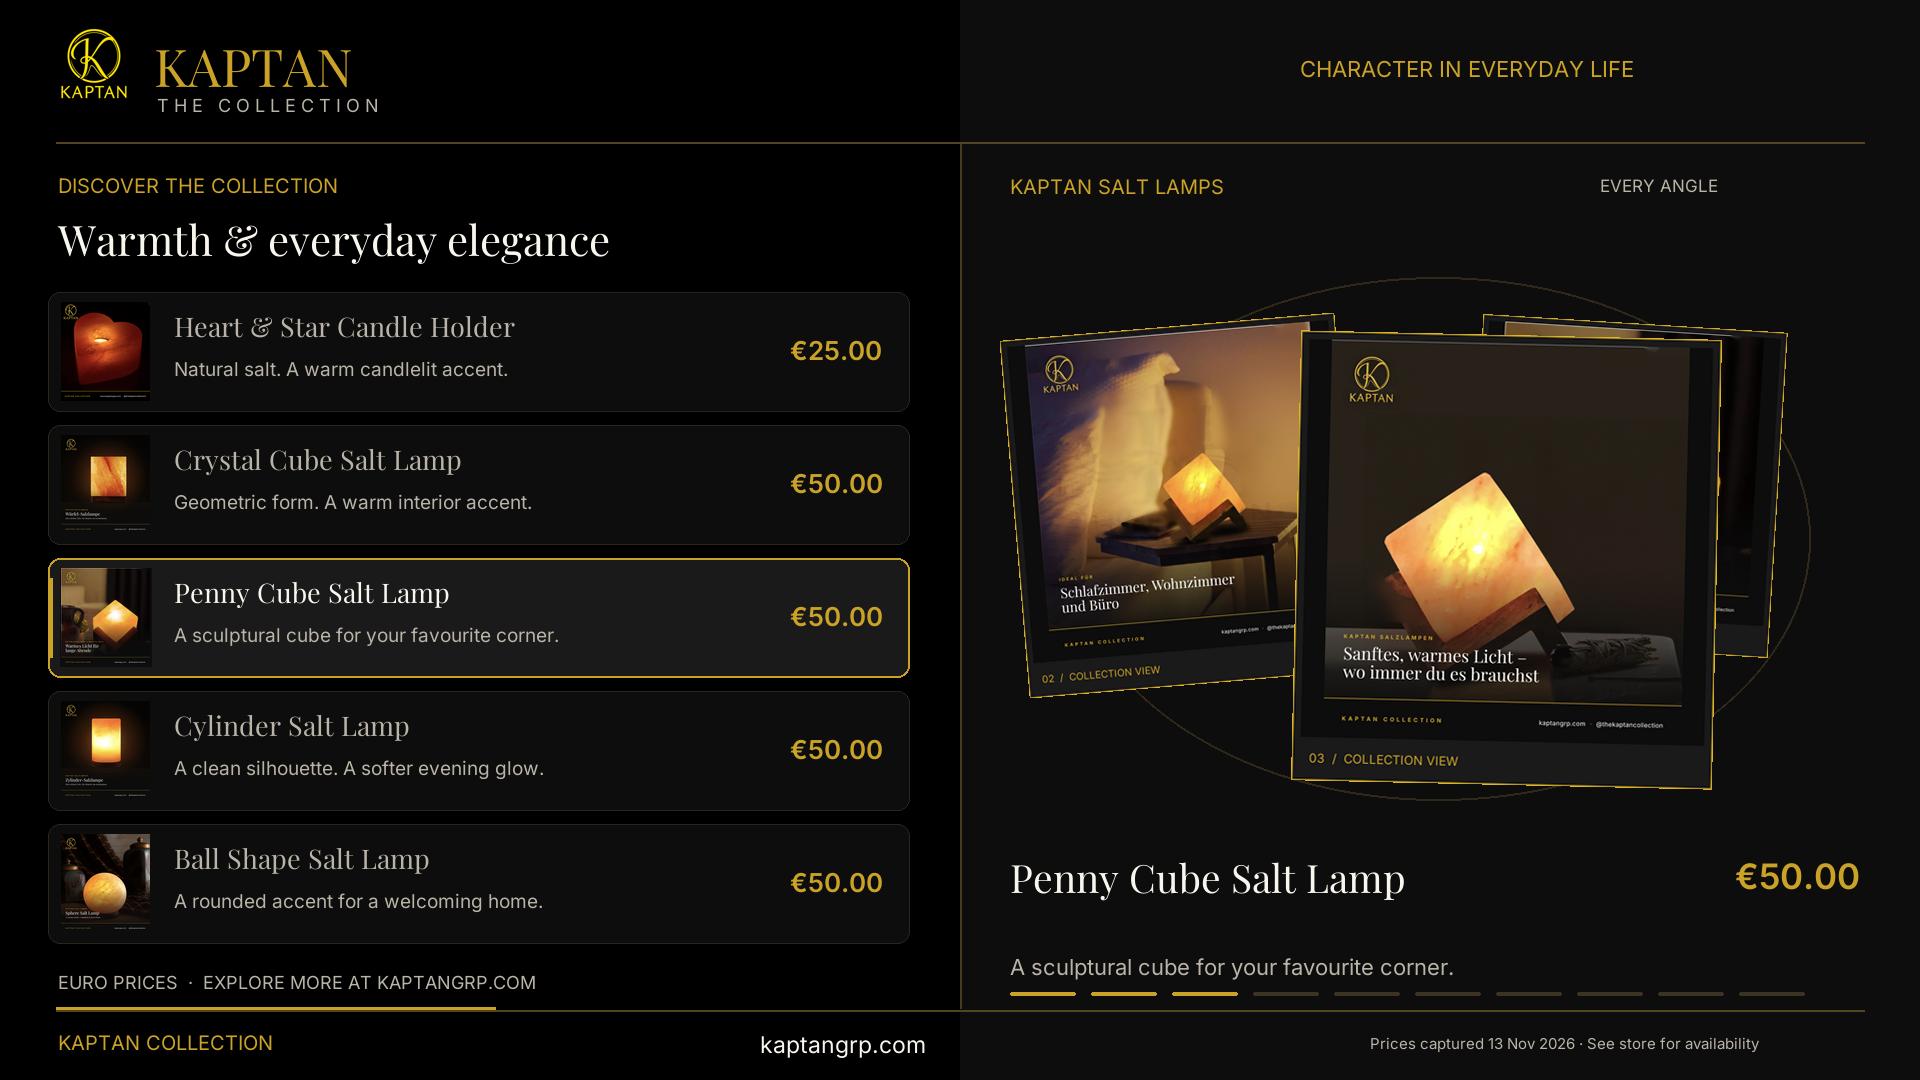 KAPTAN
KAPTAN
THE COLLECTION
CHARACTER IN EVERYDAY LIFE
DISCOVER THE COLLECTION
Warmth & everyday elegance
Heart & Star Candle Holder
Natural salt. A warm candlelit accent.
€25.00
Crystal Cube Salt Lamp
Geometric form. A warm interior accent.
€50.00
Penny Cube Salt Lamp
A sculptural cube for your favourite corner.
€50.00
Cylinder Salt Lamp
A clean silhouette. A softer evening glow.
€50.00
Ball Shape Salt Lamp
A rounded accent for a welcoming home.
€50.00
EURO PRICES · EXPLORE MORE AT KAPTANGRP.COM
KAPTAN SALT LAMPS
EVERY ANGLE
KAPTAN
IDEAL FÜR
Schlafzimmer, Wohnzimmer
und Büro
KAPTAN COLLECTION
kaptangrp.com
02 / COLLECTION VIEW
KAPTAN
KAPTAN SALZLAMPEN
Sanftes, warmes Licht –
wo immer du es brauchst
KAPTAN COLLECTION
kaptangrp.com · @thekaptancollection
03 / COLLECTION VIEW
Penny Cube Salt Lamp
€50.00
A sculptural cube for your favourite corner.
KAPTAN COLLECTION
kaptangrp.com
Prices captured 13 Nov 2026 · See store for availability